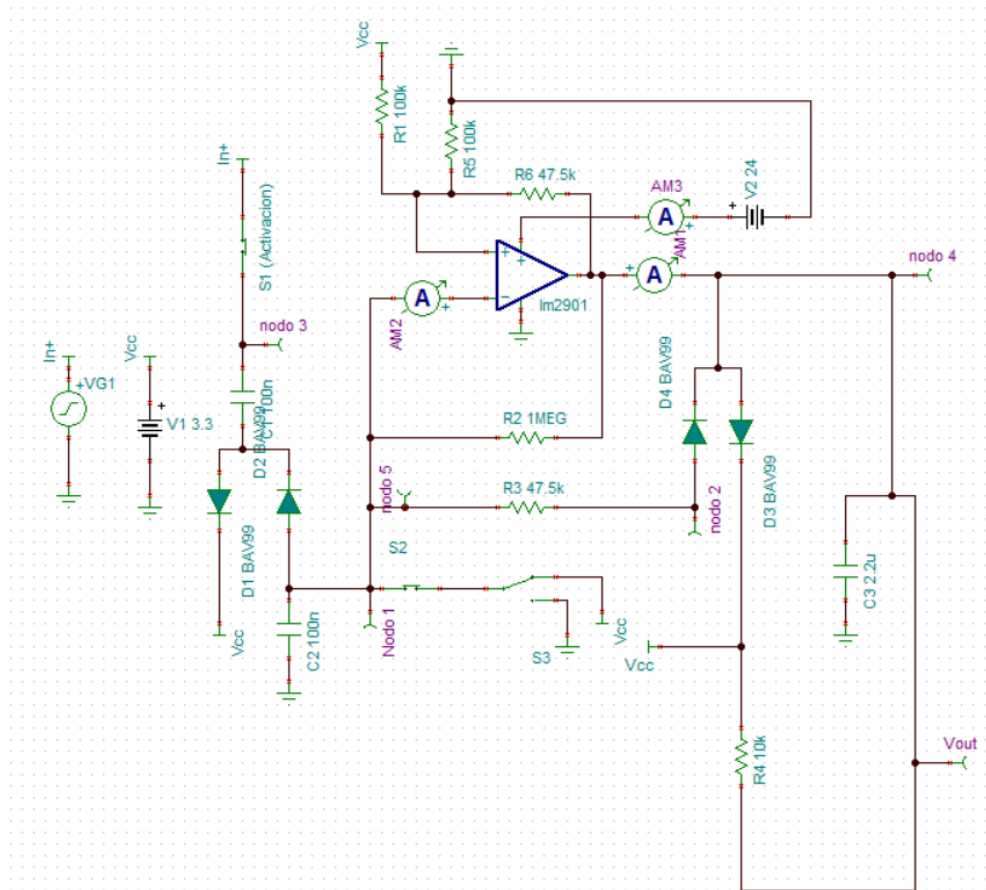 Vcc
R1 100k
R5 100k
R6 47.5k
In+
S1 (Activacion)
AM3
A
V2 24
+
+
AM1
+
A
nodo 4
+
+
−
lm2901
A
+
AM2
nodo 3
In+
+VG1
Vcc
+
V1 3.3
C1 100n
D2 BAV99
D4 BAV99
R2 1MEG
nodo 5
R3 47.5k
nodo 2
D3 BAV99
D1 BAV99
S2
C3 2.2u
Vcc
C2 100n
Nodo 1
S3
Vcc
Vcc
R4 10k
Vout